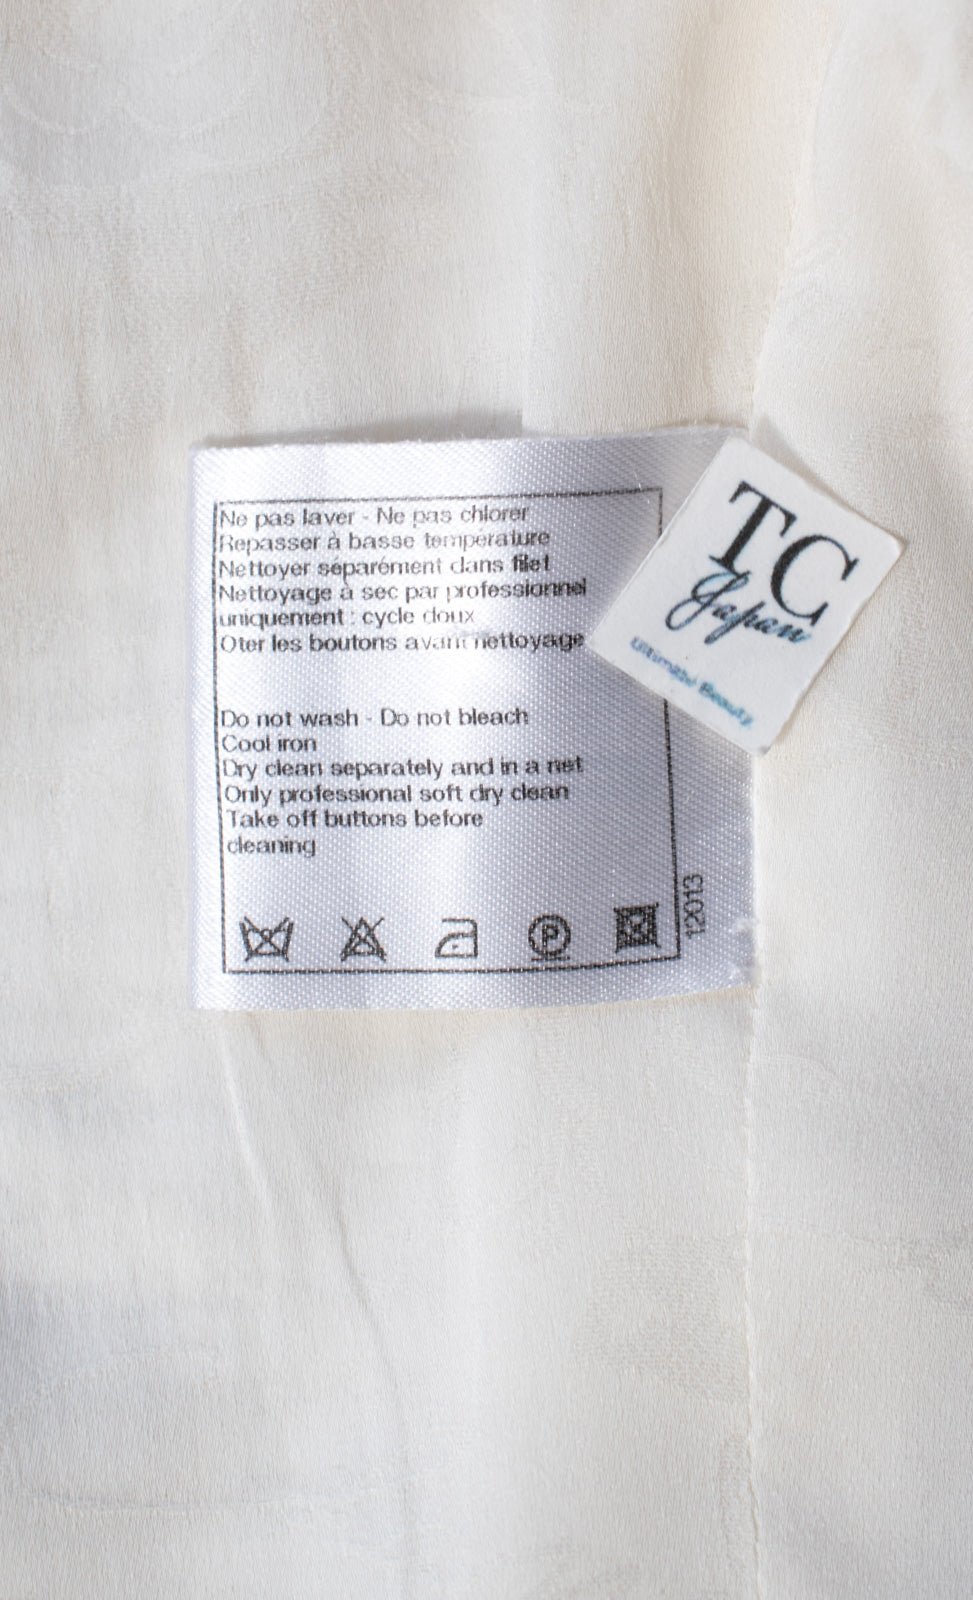 Ne pas laver - Ne pas chlorer
Repasser à basse température
Nettoyer séparément dans filet
Nettoyage à sec par professionnel
uniquement : cycle doux
Oter les boutons avant nettoyage
Do not wash - Do not bleach
Cool iron
Dry clean separately and in a net
Only professional soft dry clean
Take off buttons before
cleaning
P
12013
TC
Japan
Ultimate Beauty